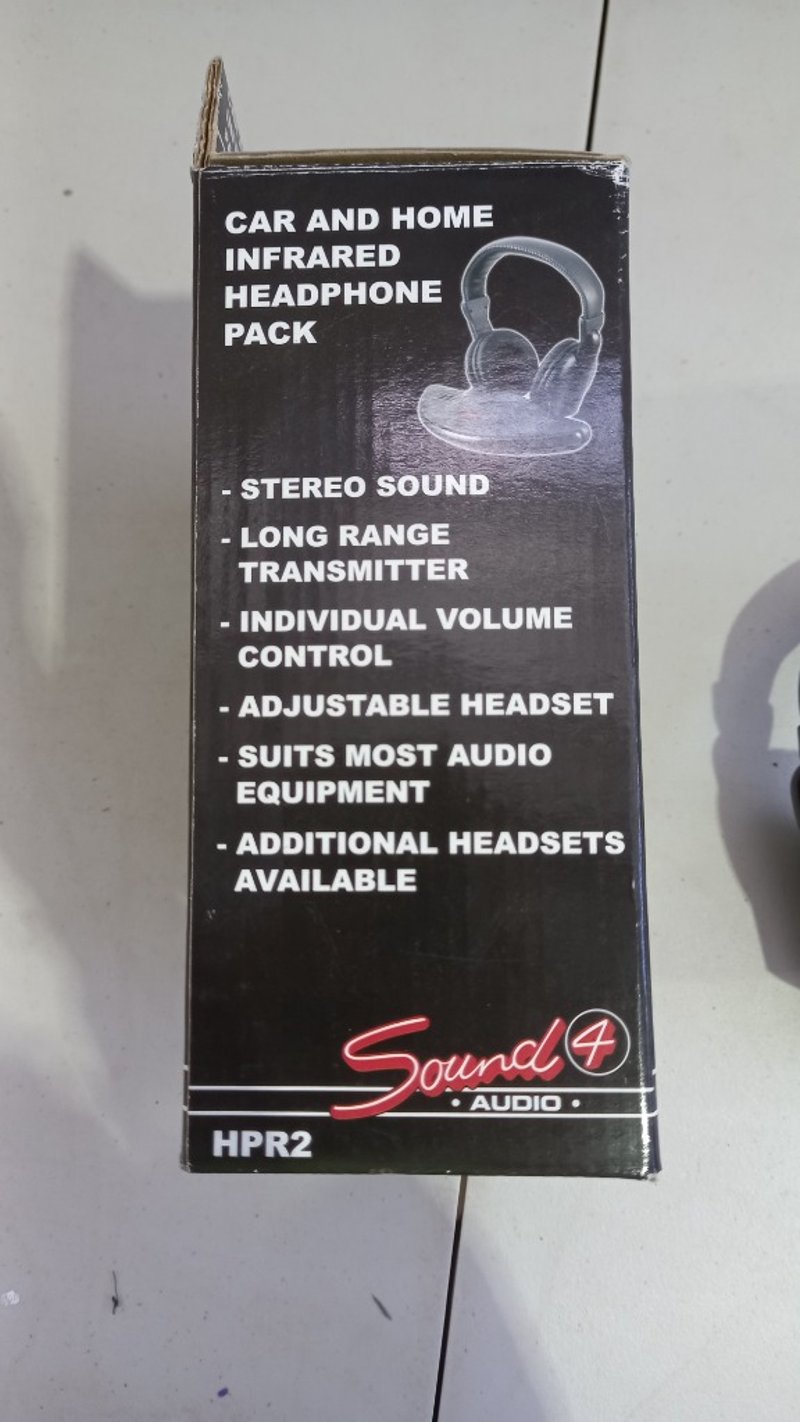 CAR AND HOME
INFRARED
HEADPHONE
PACK
- STEREO SOUND
- LONG RANGE
TRANSMITTER
- INDIVIDUAL VOLUME
CONTROL
- ADJUSTABLE HEADSET
- SUITS MOST AUDIO
EQUIPMENT
- ADDITIONAL HEADSETS
AVAILABLE
Sound 4
• AUDIO •
HPR2